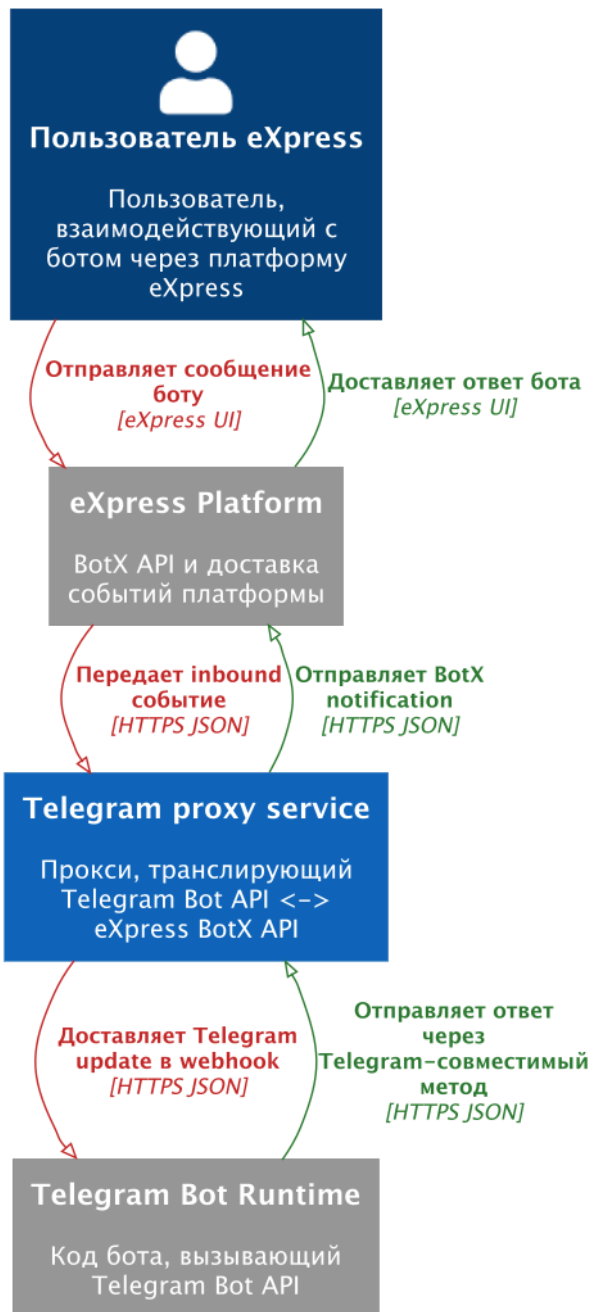 Пользователь eXpress
Пользователь,
взаимодействующий с
ботом через платформу
eXpress
Отправляет сообщение
боту
[eXpress UI]
Доставляет ответ бота
[eXpress UI]
eXpress Platform
BotX API и доставка
событий платформы
Передает inbound
событие
[HTTPS JSON]
Отправляет BotX
notification
[HTTPS JSON]
Telegram proxy service
Прокси, транслирующий
Telegram Bot API <->
eXpress BotX API
Доставляет Telegram
update в webhook
[HTTPS JSON]
Отправляет ответ
через
Telegram-совместимый
метод
[HTTPS JSON]
Telegram Bot Runtime
Код бота, вызывающий
Telegram Bot API